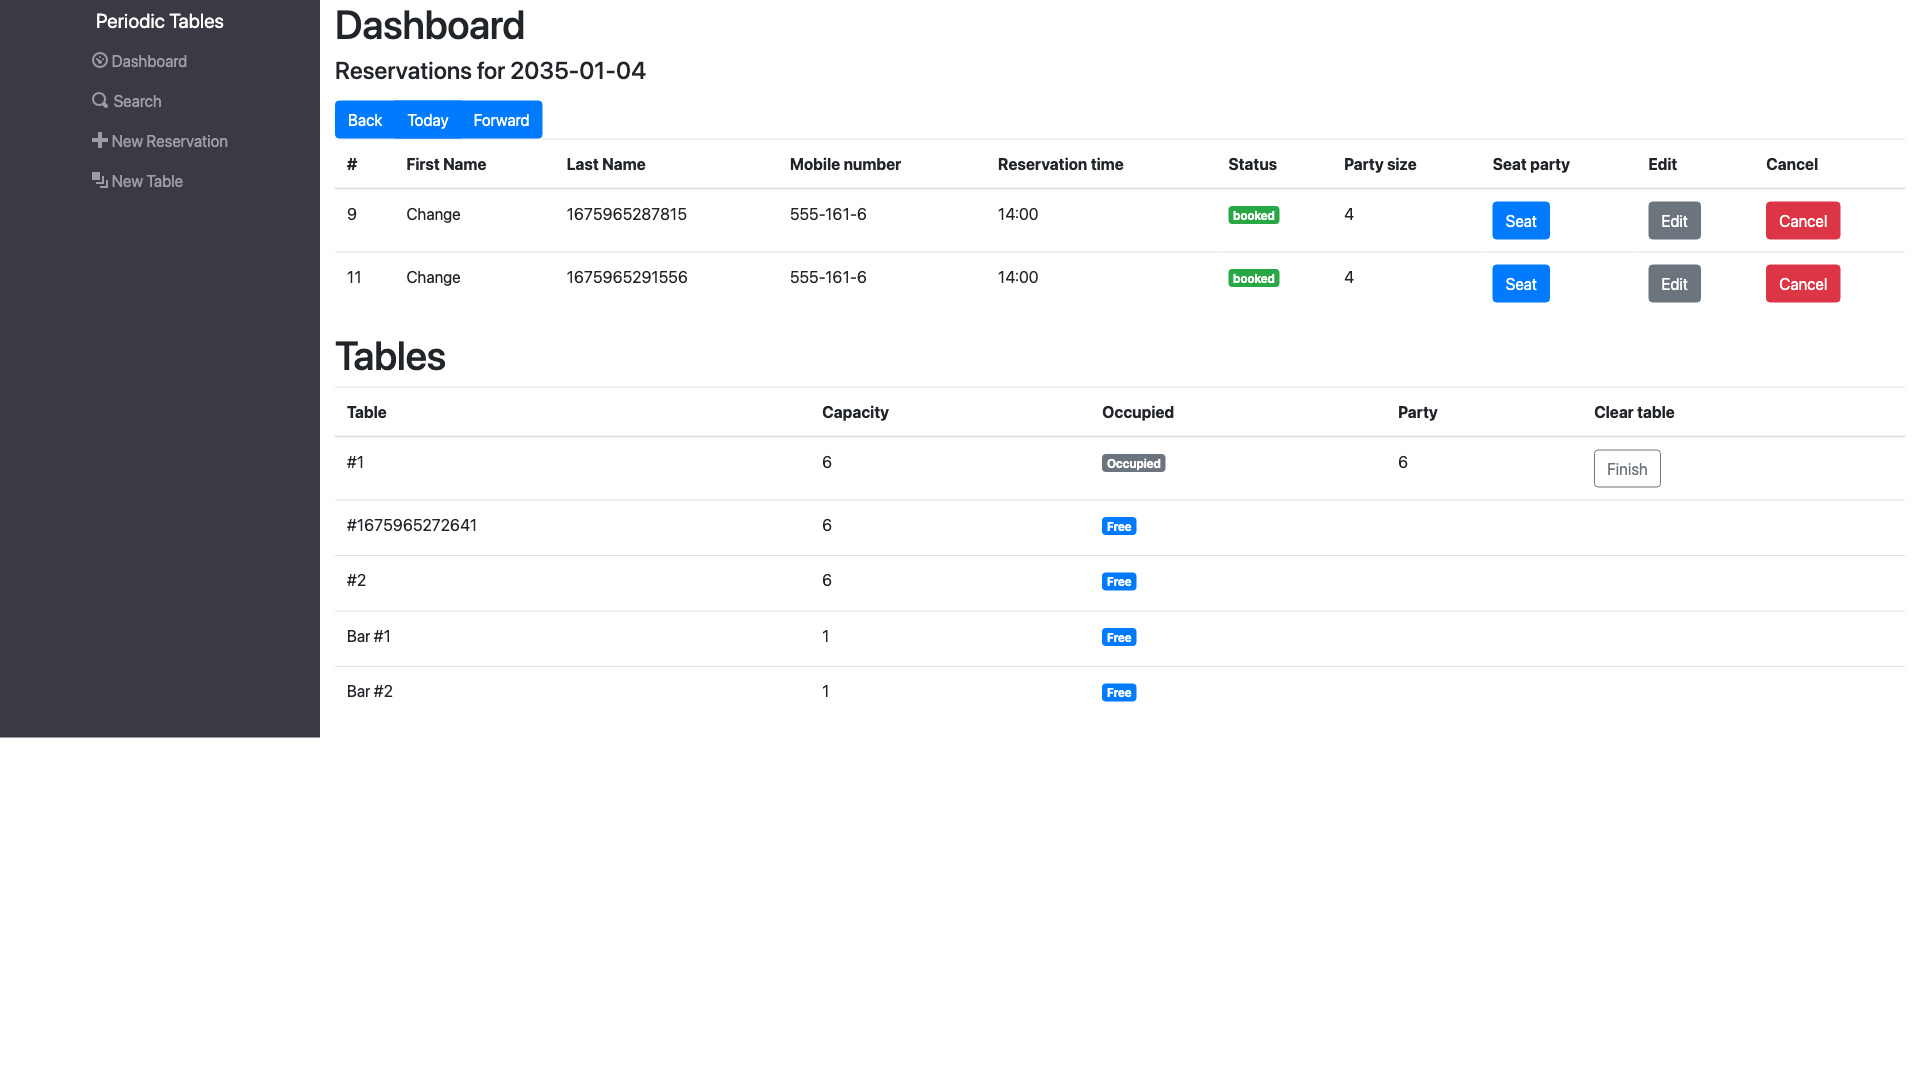 Periodic Tables
Dashboard
Search
New Reservation
New Table
Dashboard
Reservations for 2035-01-04
Back Today Forward
# First Name Last Name Mobile number Reservation time Status Party size Seat party Edit Cancel
9 Change 1675965287815 555-161-6 14:00 booked 4 Seat Edit Cancel
11 Change 1675965291556 555-161-6 14:00 booked 4 Seat Edit Cancel
Tables
Table Capacity Occupied Party Clear table
#1 6 Occupied 6 Finish
#1675965272641 6 Free
#2 6 Free
Bar #1 1 Free
Bar #2 1 Free